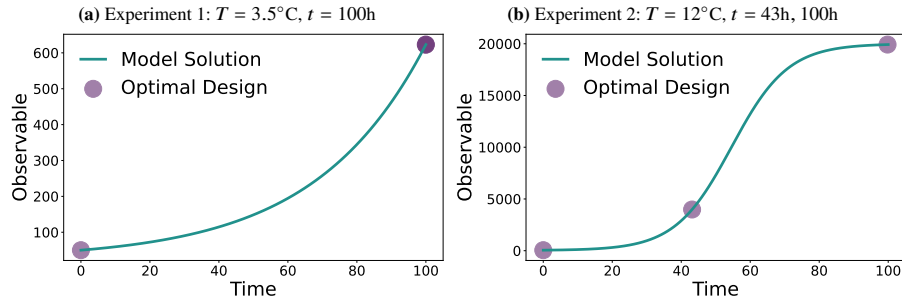 (a) Experiment 1: T = 3.5°C, t = 100h
Observable
600
500
400
300
200
100
Model Solution
Optimal Design
0 20 40 60 80 100
Time
(b) Experiment 2: T = 12°C, t = 43h, 100h
Observable
20000
15000
10000
5000
0
Model Solution
Optimal Design
0 20 40 60 80 100
Time